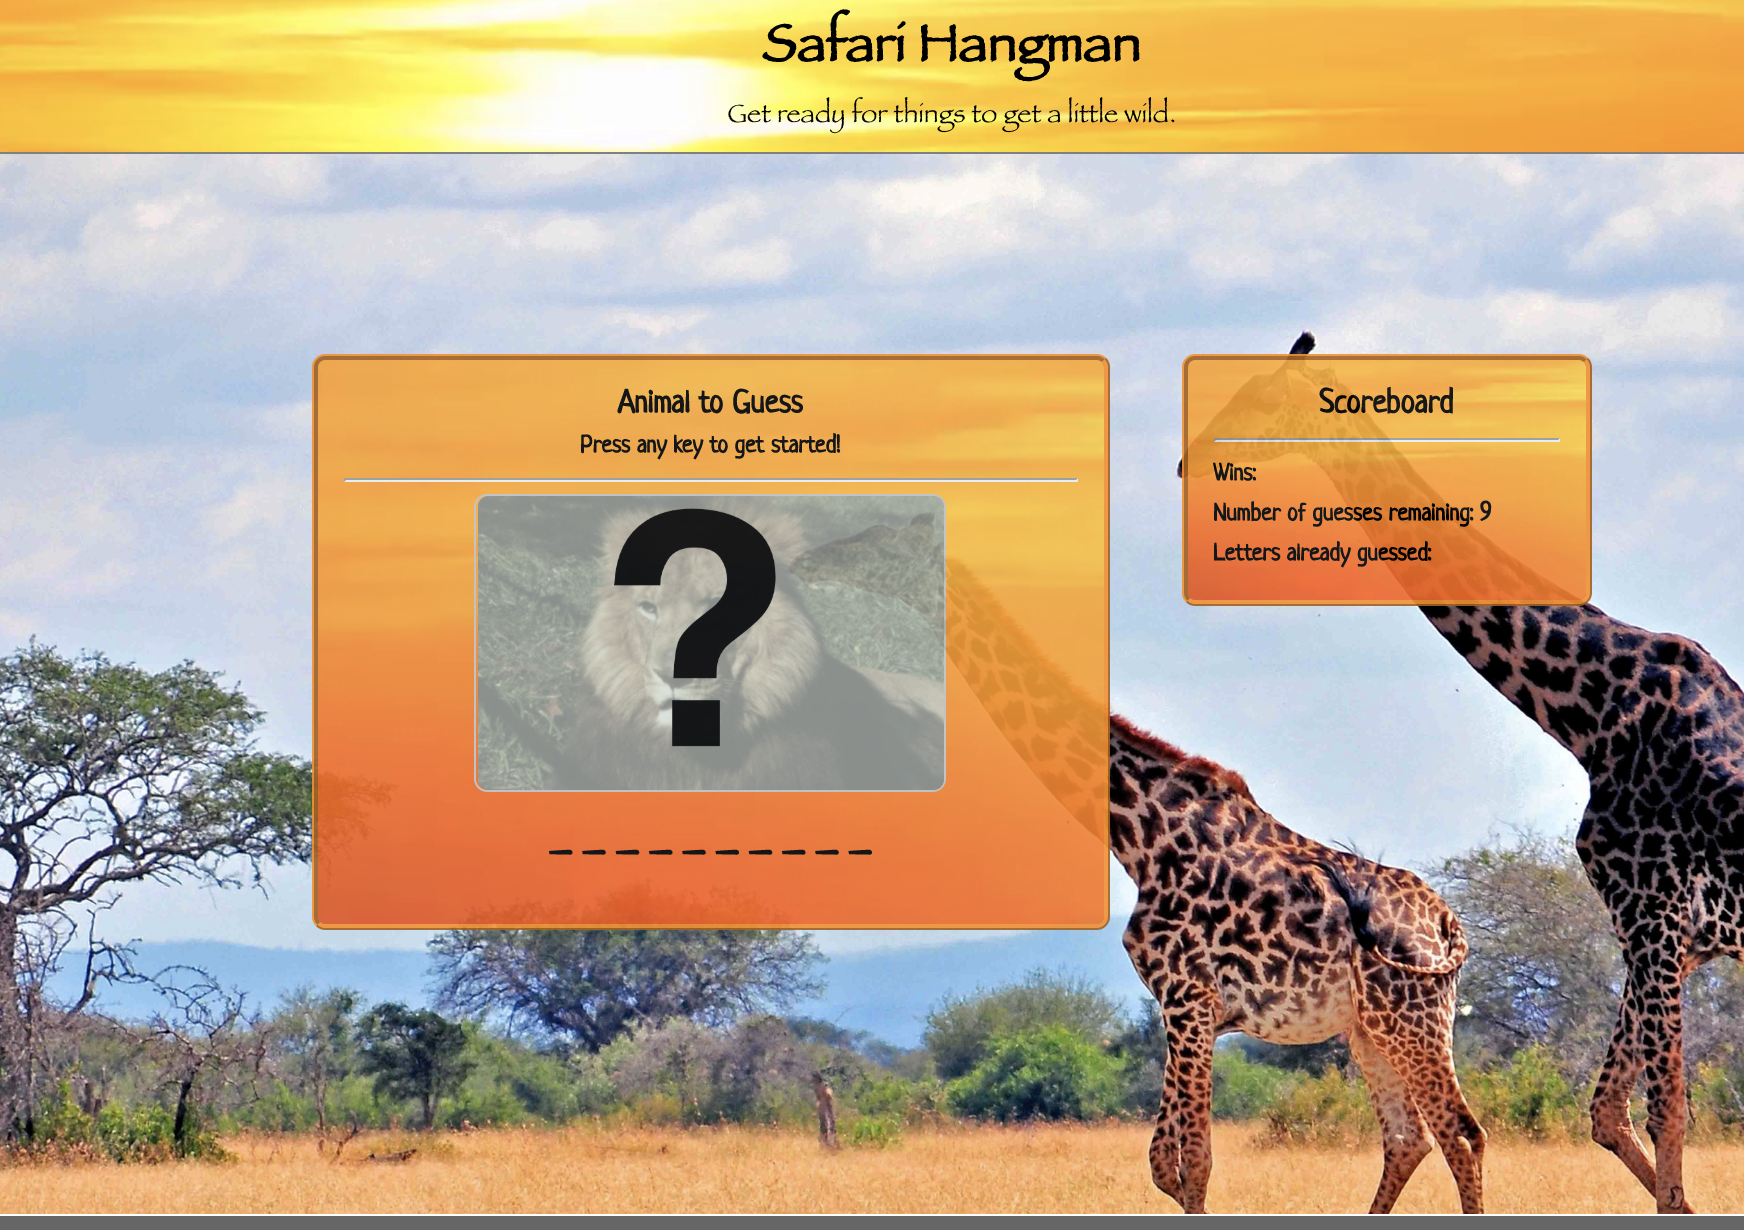 Safari Hangman
Get ready for things to get a little wild.
Animal to Guess
Press any key to get started!
?
_ _ _ _ _ _ _ _ _ _
Scoreboard
Wins:
Number of guesses remaining: 9
Letters already guessed: